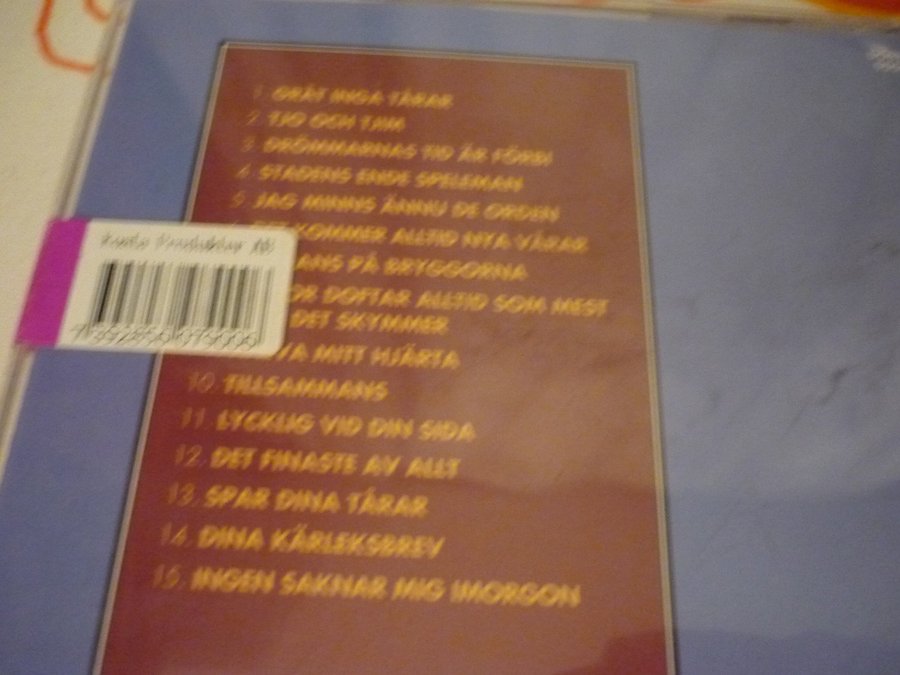 1. GRÅT INGA TÅRAR
2. TJO OCH TJIM
3. DRÖMMARNAS TID ÄR FÖRBI
4. STADENS ENDE SPELEMAN
5. JAG MINNS ÄNNU DE ORDEN
KOMMER ALLTID NYA VÅRAR
ANS PÅ BRYGGORNA
OR DOFTAR ALLTID SOM MEST
DET SKYMMER
VA MITT HJÄRTA
10. TILLSAMMANS
11. LYCKLIG VID DIN SIDA
12. DET FINASTE AV ALLT
13. SPAR DINA TÅRAR
14. DINA KÄRLEKSBREV
15. INGEN SAKNAR MIG IMORGON